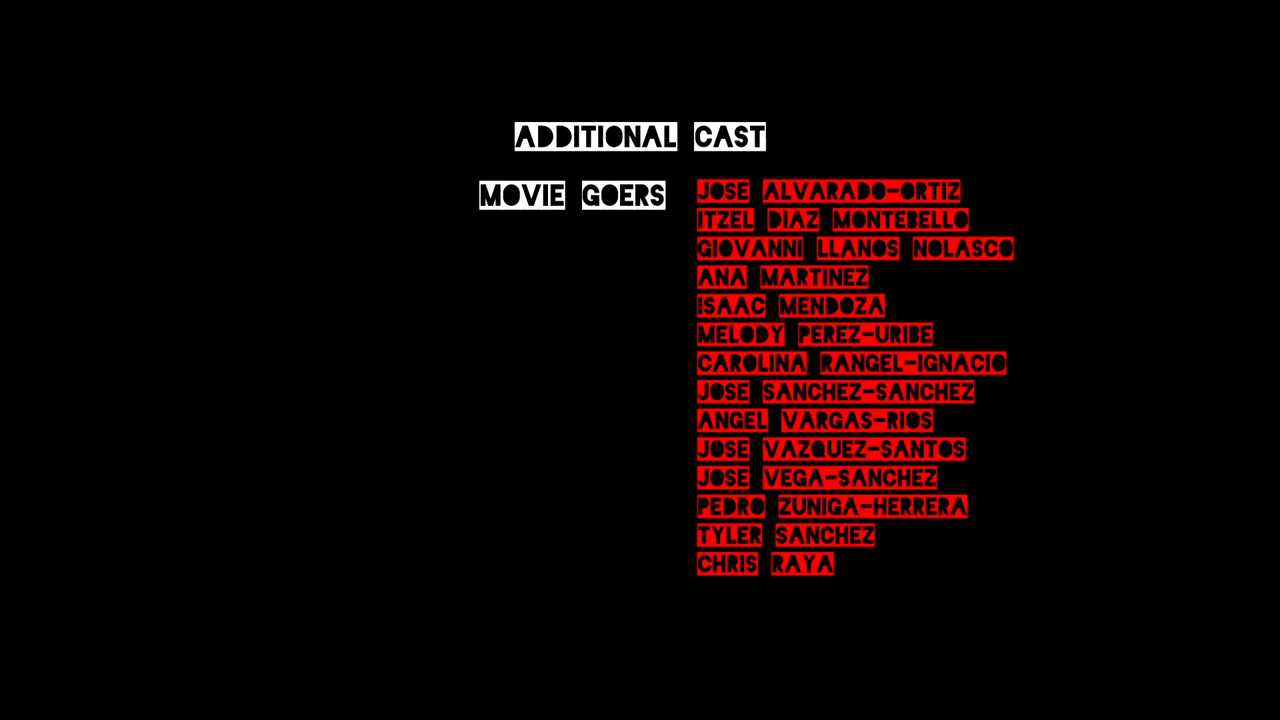 ADDITIONAL CAST
MOVIE GOERS JOSE ALVARADO-ORTIZ
ITZEL DIAZ MONTEBELLO
GIOVANNI LLANOS NOLASCO
ANA MARTINEZ
ISAAC MENDOZA
MELODY PEREZ-URIBE
CAROLINA RANGEL-IGNACIO
JOSE SANCHEZ-SANCHEZ
ANGEL VARGAS-RIOS
JOSE VAZQUEZ-SANTOS
JOSE VEGA-SANCHEZ
PEDRO ZUNIGA-HERRERA
TYLER SANCHEZ
CHRIS RAYA